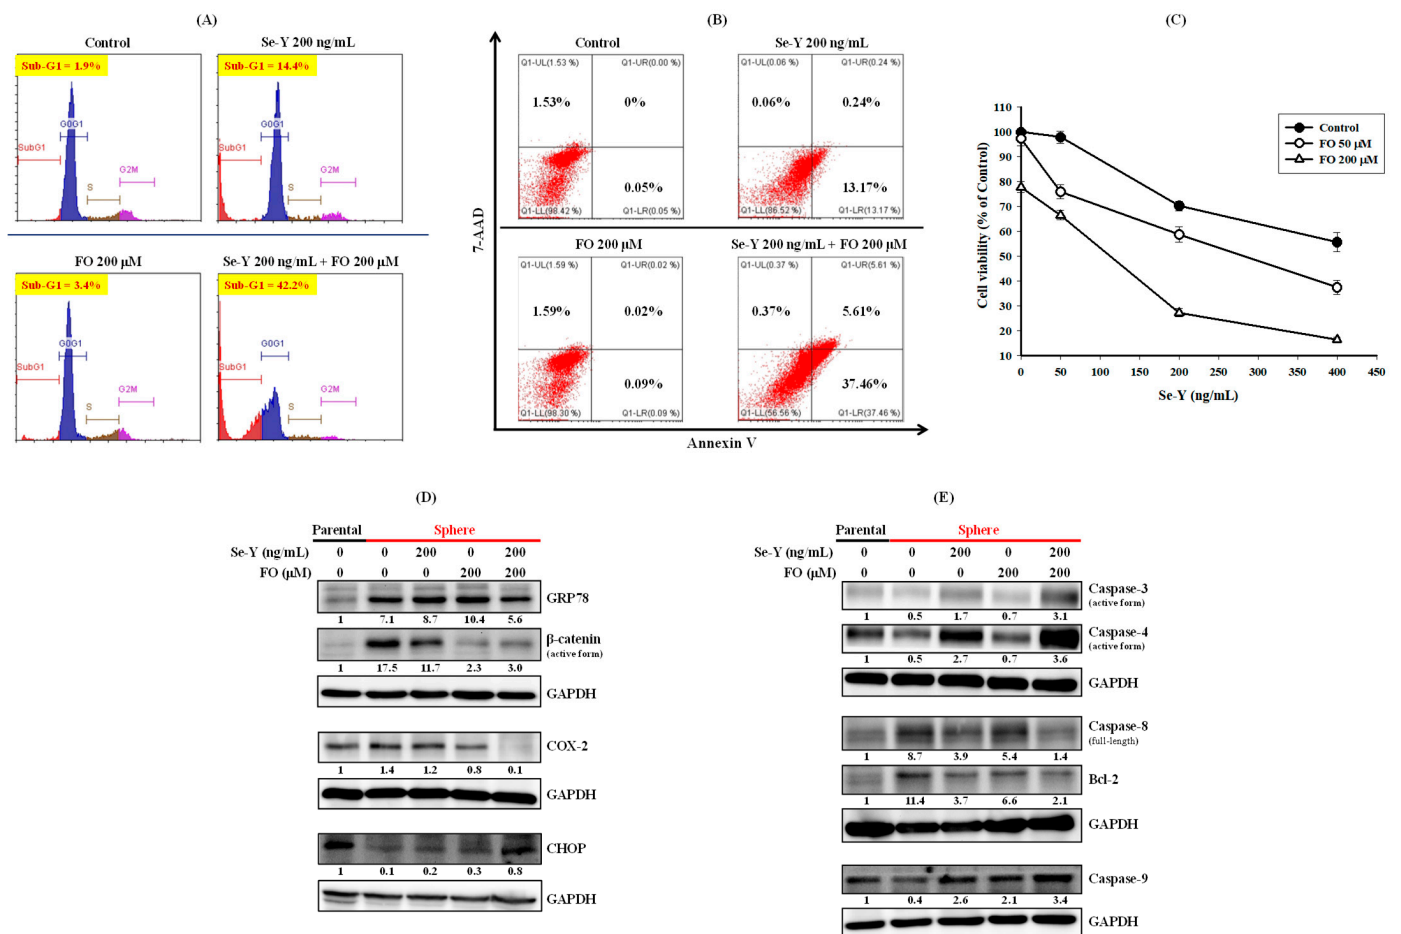 (A)
Control
Se-Y 200 ng/mL
Sub-G1 = 1.9%
Sub-G1 = 14.4%
G0G1
SubG1
G2M
S
G0G1
SubG1
G2M
S
FO 200 µM
Se-Y 200 ng/mL + FO 200 µM
Sub-G1 = 3.4%
Sub-G1 = 42.2%
G0G1
SubG1
G2M
S
G0G1
SubG1
G2M
S
(B)
7-AAD
Control
Se-Y 200 ng/mL
Q1-UL(1.53 %)
Q1-UR(0.00 %)
1.53%
0%
0.05%
Q1-LL(98.42 %)
Q1-LR(0.05 %)
Q1-UL(0.06 %)
Q1-UR(0.24 %)
0.06%
0.24%
13.17%
Q1-LL(86.52 %)
Q1-LR(13.17 %)
FO 200 µM
Se-Y 200 ng/mL + FO 200 µM
Q1-UL(1.59 %)
Q1-UR(0.02 %)
1.59%
0.02%
0.09%
Q1-LL(98.30 %)
Q1-LR(0.09 %)
Q1-UL(0.37 %)
Q1-UR(5.61 %)
0.37%
5.61%
37.46%
Q1-LL(56.56 %)
Q1-LR(37.46 %)
Annexin V
(C)
Cell viability (% of Control)
110
100
90
80
70
60
50
40
30
20
10
0 50 100 150 200 250 300 350 400 450
Se-Y (ng/mL)
Control
FO 50 µM
FO 200 µM
(D)
Parental Sphere
Se-Y (ng/mL) 0 0 200 0 200
FO (µM) 0 0 0 200 200
GRP78
1 7.1 8.7 10.4 5.6
β-catenin
(active form)
1 17.5 11.7 2.3 3.0
GAPDH
COX-2
1 1.4 1.2 0.8 0.1
GAPDH
CHOP
1 0.1 0.2 0.3 0.8
GAPDH
(E)
Parental Sphere
Se-Y (ng/mL) 0 0 200 0 200
FO (µM) 0 0 0 200 200
Caspase-3
(active form)
1 0.5 1.7 0.7 3.1
Caspase-4
(active form)
1 0.5 2.7 0.7 3.6
GAPDH
Caspase-8
(full-length)
1 8.7 3.9 5.4 1.4
Bcl-2
1 11.4 3.7 6.6 2.1
GAPDH
Caspase-9
1 0.4 2.6 2.1 3.4
GAPDH